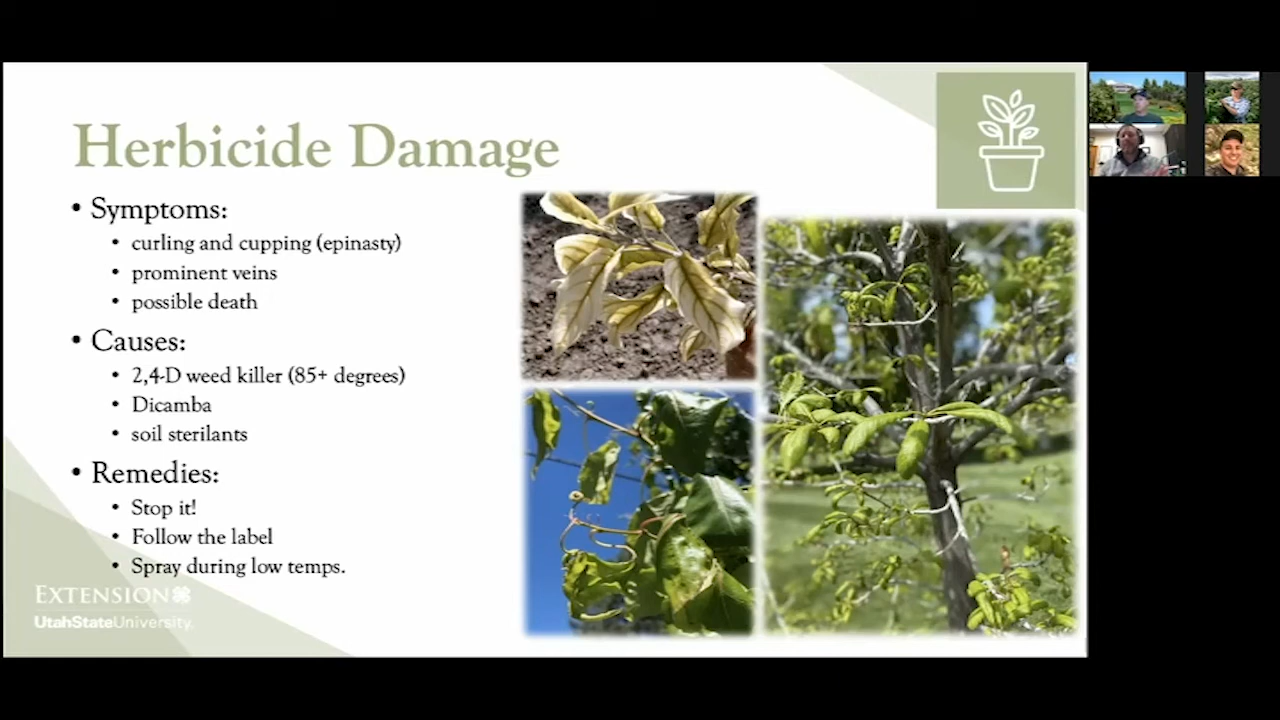 Herbicide Damage
• Symptoms:
• curling and cupping (epinasty)
• prominent veins
• possible death
• Causes:
• 2,4-D weed killer (85+ degrees)
• Dicamba
• soil sterilants
• Remedies:
• Stop it!
• Follow the label
• Spray during low temps.
EXTENSION
UtahStateUniversity